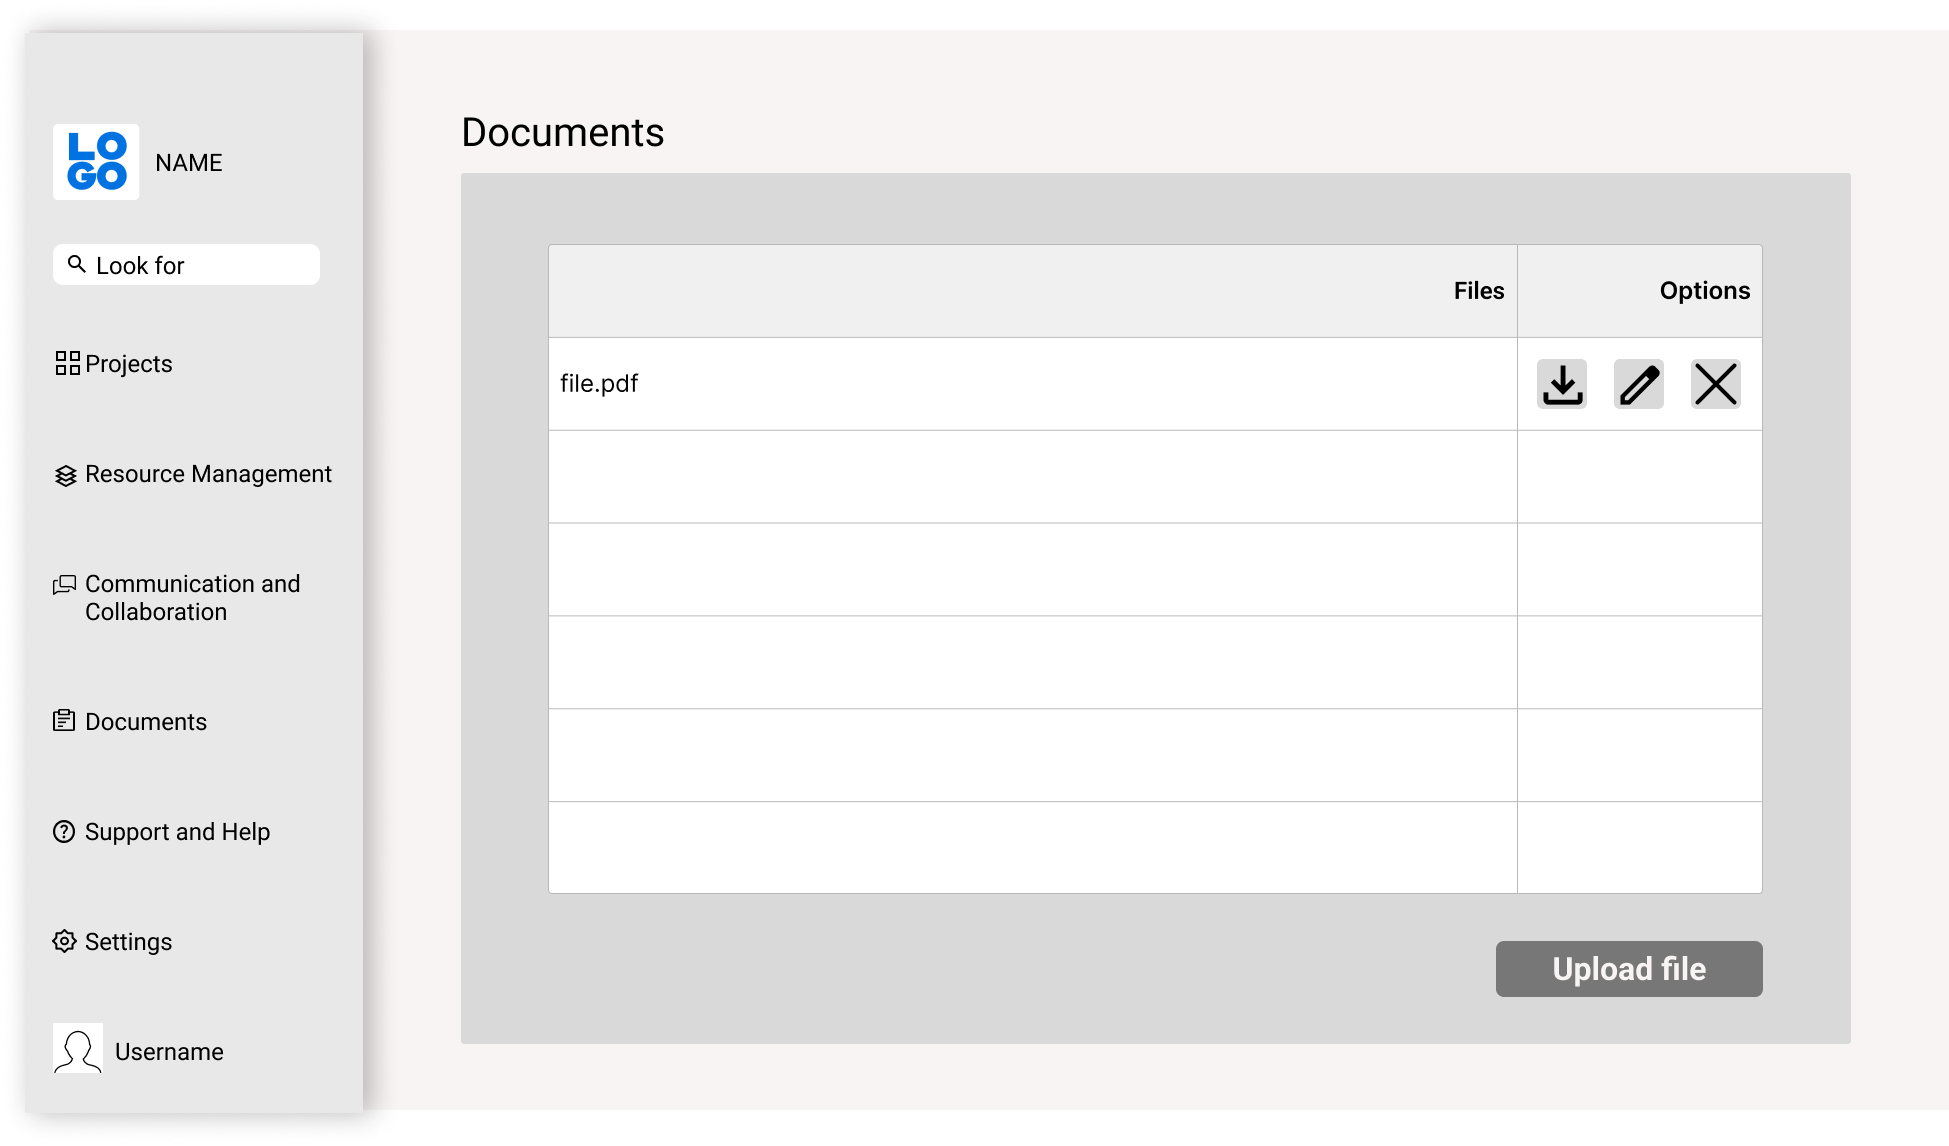 LO
GO
NAME
Look for
Projects
Resource Management
Communication and
Collaboration
Documents
Support and Help
Settings
Username
Documents
Files
Options
file.pdf
Upload file